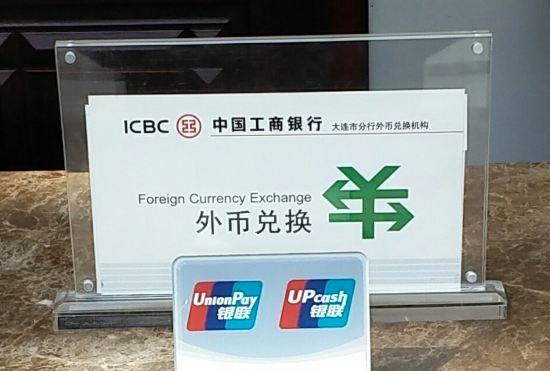 ICBC 中国工商银行 大连市分行外币兑换机构
Foreign Currency Exchange
外币兑换
UnionPay 银联
UPcash 银联